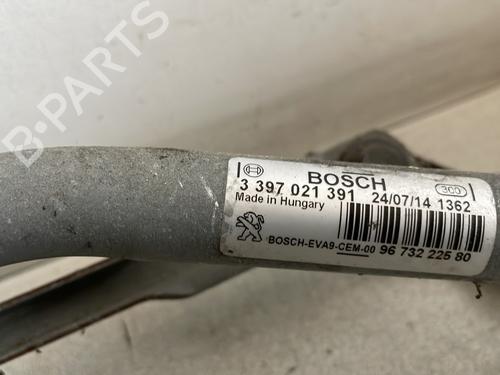 BOSCH
3CO
3 397 021 391 24/07/14 1362
Made in Hungary
BOSCH-EVA9-CEM-00 96 732 225 80
B-PARTS